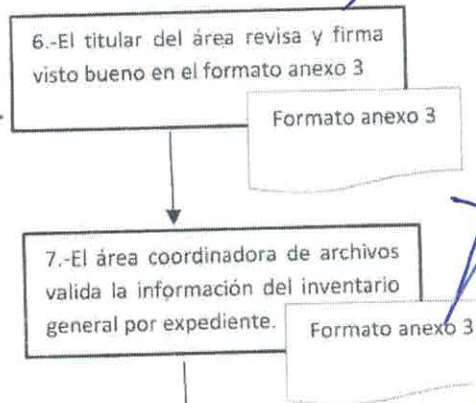 6.-El titular del área revisa y firma
visto bueno en el formato anexo 3
Formato anexo 3
7.-El área coordinadora de archivos
valida la información del inventario
general por expediente.
Formato anexo 3